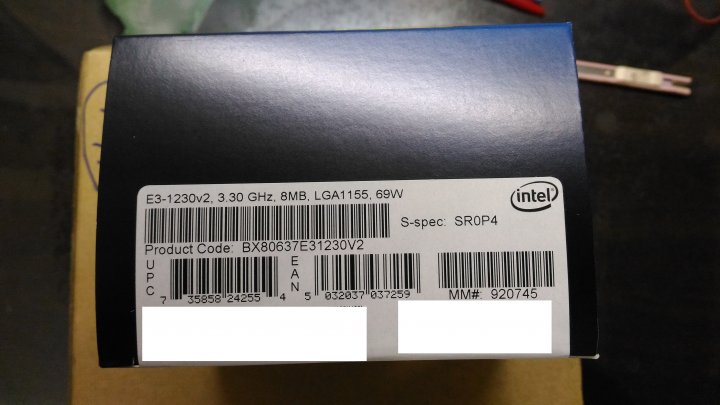 E3-1230v2, 3.30 GHz, 8MB, LGA1155, 69W
intel
S-spec: SR0P4
Product Code: BX80637E31230V2
UPC
7 35858 24255 4
EAN
5 032037 037259
MM#: 920745